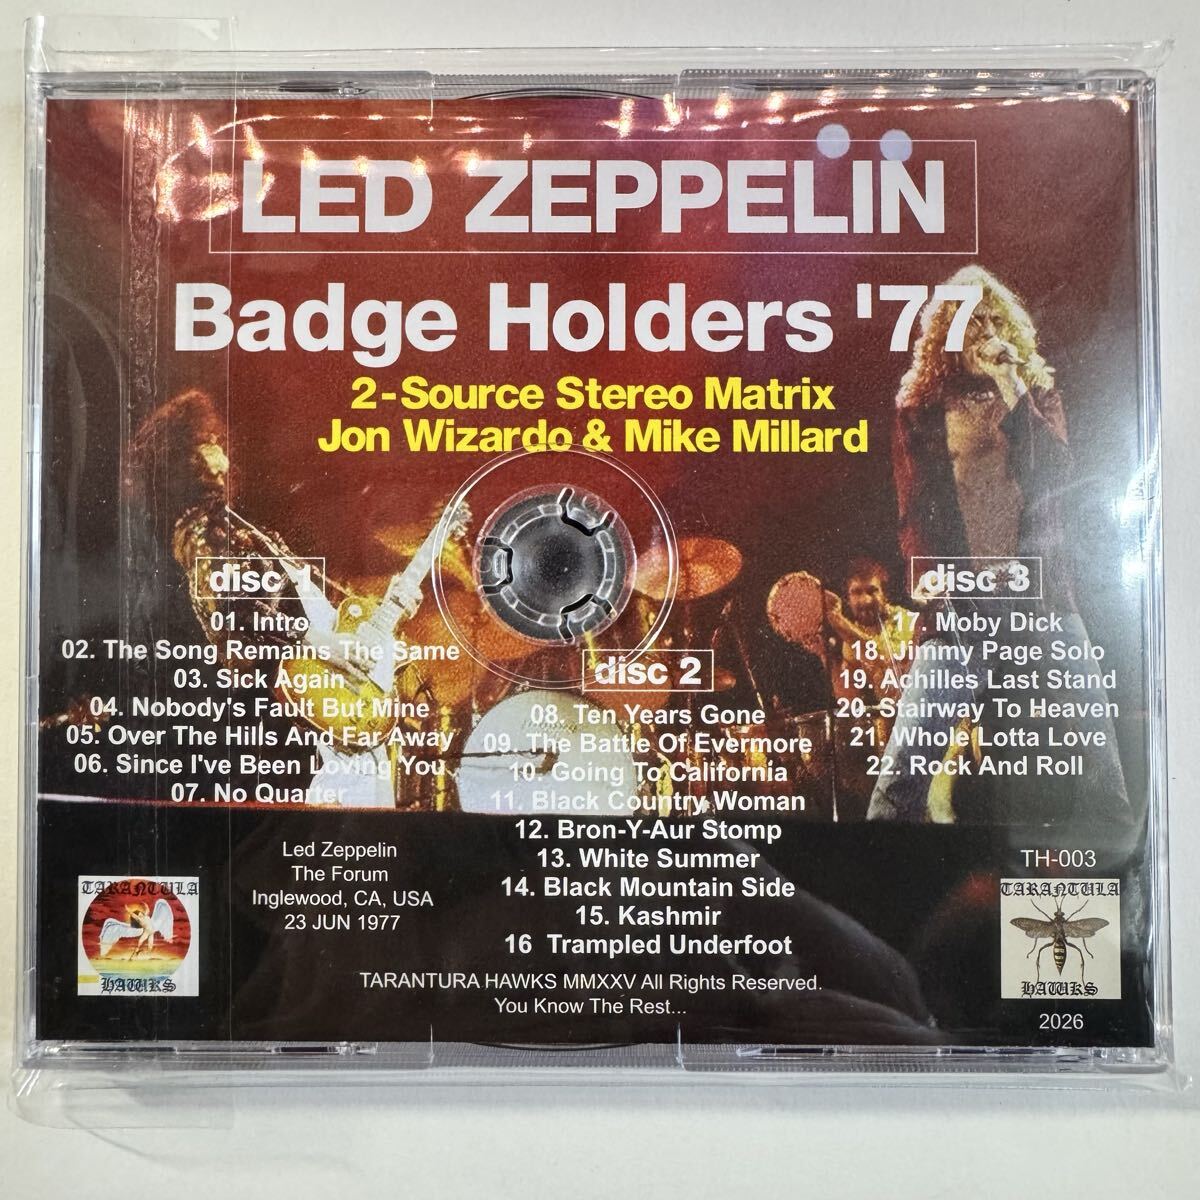 LED ZEPPELIN
Badge Holders '77
2-Source Stereo Matrix
Jon Wizardo & Mike Millard
disc 1
01. Intro
02. The Song Remains The Same
03. Sick Again
04. Nobody's Fault But Mine
05. Over The Hills And Far Away
06. Since I've Been Loving You
07. No Quarter
disc 2
08. Ten Years Gone
09. The Battle Of Evermore
10. Going To California
11. Black Country Woman
12. Bron-Y-Aur Stomp
13. White Summer
14. Black Mountain Side
15. Kashmir
16 Trampled Underfoot
disc 3
17. Moby Dick
18. Jimmy Page Solo
19. Achilles Last Stand
20. Stairway To Heaven
21. Whole Lotta Love
22. Rock And Roll
Led Zeppelin
The Forum
Inglewood, CA, USA
23 JUN 1977
TARANTULA
HAWKS
TH-003
TARANTULA
HAWKS
2026
TARANTURA HAWKS MMXXV All Rights Reserved.
You Know The Rest...